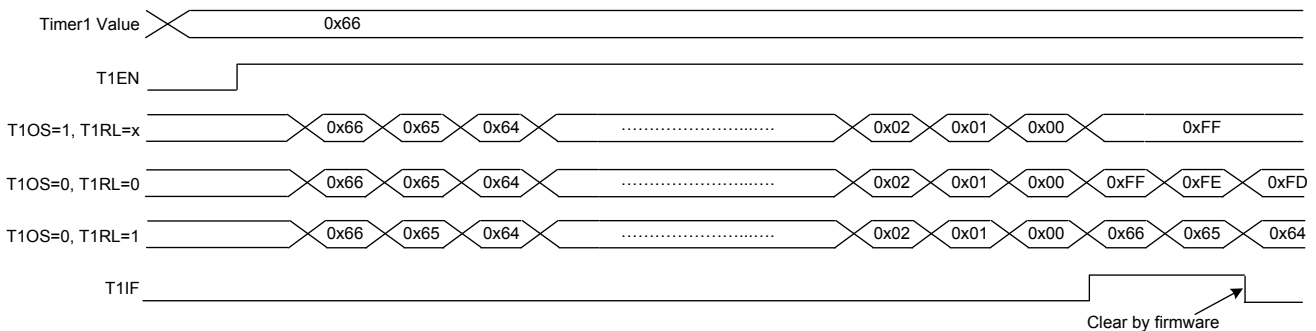 Timer1 Value 0x66
T1EN
T1OS=1, T1RL=x 0x66 0x65 0x64 ........................... 0x02 0x01 0x00 0xFF
T1OS=0, T1RL=0 0x66 0x65 0x64 ........................... 0x02 0x01 0x00 0xFF 0xFE 0xFD
T1OS=0, T1RL=1 0x66 0x65 0x64 ........................... 0x02 0x01 0x00 0x66 0x65 0x64
T1IF
Clear by firmware